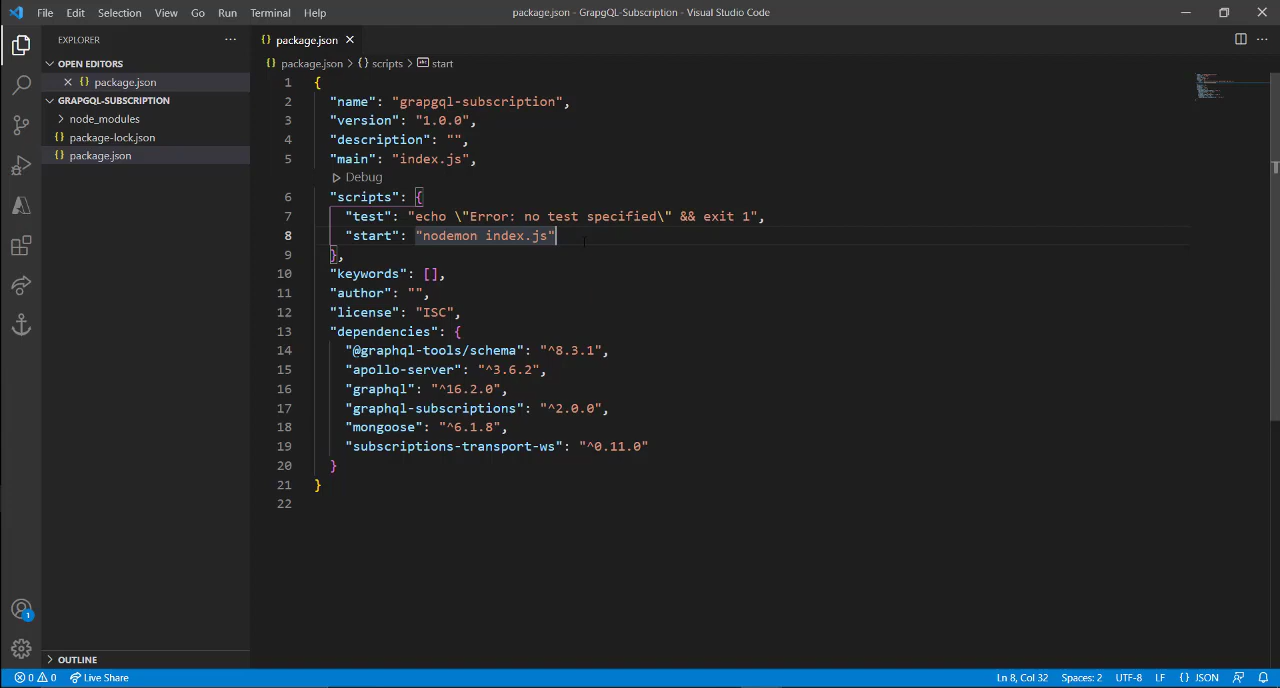 File Edit Selection View Go Run Terminal Help
package.json - GrapgQL-Subscription - Visual Studio Code
EXPLORER
OPEN EDITORS
package.json
GRAPGQL-SUBSCRIPTION
node_modules
package-lock.json
package.json
OUTLINE
package.json
package.json > {} scripts > start
1 {
2 "name": "grapgql-subscription",
3 "version": "1.0.0",
4 "description": "",
5 "main": "index.js",
Debug
6 "scripts": {
7 "test": "echo \"Error: no test specified\" && exit 1",
8 "start": "nodemon index.js"
9 },
10 "keywords": [],
11 "author": "",
12 "license": "ISC",
13 "dependencies": {
14 "@graphql-tools/schema": "^8.3.1",
15 "apollo-server": "^3.6.2",
16 "graphql": "^16.2.0",
17 "graphql-subscriptions": "^2.0.0",
18 "mongoose": "^6.1.8",
19 "subscriptions-transport-ws": "^0.11.0"
20 }
21 }
22
1
0 0 Live Share
Ln 8, Col 32 Spaces: 2 UTF-8 LF {} JSON